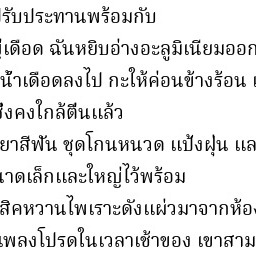 รับประทานพร้อมกับ
เดือด ฉันหยิบอ่างอะลูมิเนียมออก
น้ำเดือดลงไป กะให้ค่อนข้างร้อน
คงใกล้ตื่นแล้ว
ยาสีฟัน ชุดโกนหนวด แป้งฝุ่น แล
าดเล็กและใหญ่ไว้พร้อม
สิคหวานไพเราะดังแผ่วมาจากห้อง
เพลงโปรดในเวลาเช้าของ เขาสาม